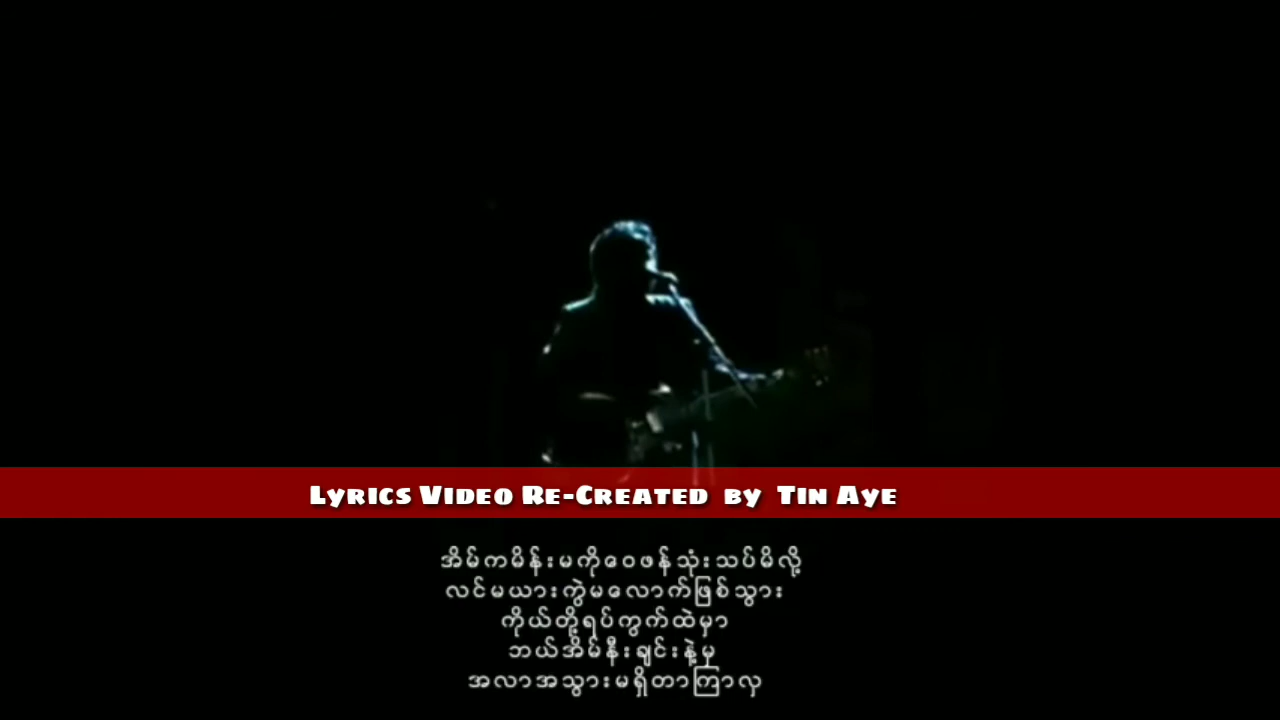 Lyrics Video Re-Created by Tin Aye
အိမ်ကမိန်းမကိုဝေဖန်သုံးသပ်မိလို့
လင်မယားကွဲမလောက်ဖြစ်သွား
ကိုယ်တို့ရပ်ကွက်ထဲမှာ
ဘယ်အိမ်နီးချင်းနဲ့မှ
အလာအသွားမရှိတာကြာလှ